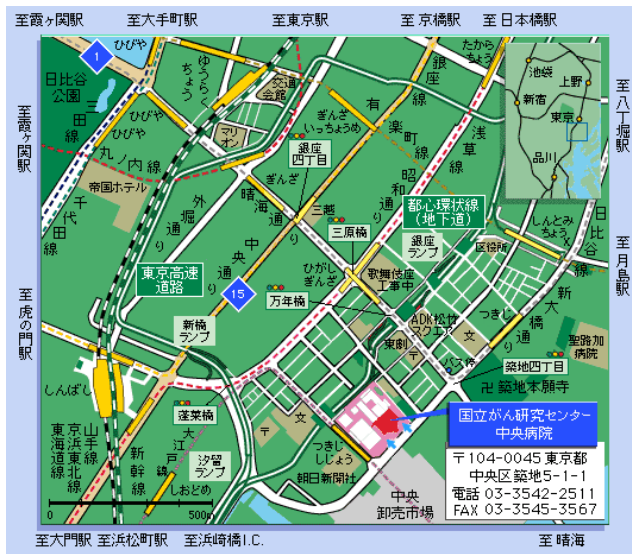 至霞ヶ関駅
至大手町駅
至東京駅
至京橋駅
至日本橋駅
1
ひびや
日比谷
公園
三田線
ひびや
ゆうらくちょう
交通
会館
マリ
オン
丸ノ内線
帝国ホテル
千代田線
外堀通り
晴海通り
ぎんざ
いっちょうめ
有楽町線
銀座線
たから
ちょう
浅草線
池袋
上野
新宿
東京
品川
至霞ヶ関駅
至八丁堀駅
銀座
四丁目
ぎんざ
三越
昭和通り
都心環状線
(地下道)
三原橋
銀座
ランプ
区役所
しんとみ
ちょう
日比谷線
至月島駅
中央通り
東京高速
道路
15
ひがし
ぎんざ
歌舞伎座
工事中
万年橋
ADK松竹
スクエア
つきじ
新大橋通り
聖路加
病院
至虎の門駅
新橋
ランプ
東劇
〒
バス停
築地四丁目
卍築地本願寺
しんばし
蓬莱橋
文
〒
文
つきじ
しじょう
国立がん研究センター
中央病院
〒104-0045 東京都
中央区築地5-1-1
電話 03-3542-2511
FAX 03-3545-3567
山手線
京浜東北線
東海道線
新幹線
大江戸線
汐留
ランプ
しおどめ
朝日新聞社
中央
卸売市場
0
500m
至大門駅
至浜松町駅
至浜崎橋I.C.
至晴海